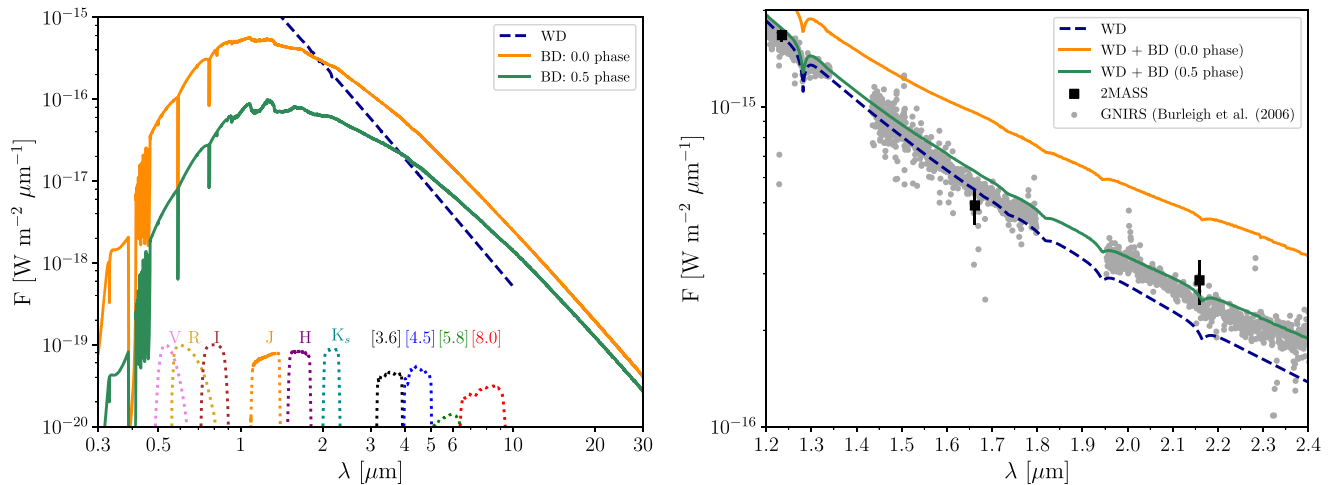 10⁻¹⁵
10⁻¹⁶
10⁻¹⁷
10⁻¹⁸
10⁻¹⁹
10⁻²⁰
F [W m⁻² μm⁻¹]
WD
BD: 0.0 phase
BD: 0.5 phase
V R I J H Kₛ [3.6] [4.5] [5.8] [8.0]
0.3 0.5 1 2 3 4 5 6 10 20 30
λ [μm]
10⁻¹⁵
10⁻¹⁶
F [W m⁻² μm⁻¹]
WD
WD + BD (0.0 phase)
WD + BD (0.5 phase)
2MASS
GNIRS (Burleigh et al. (2006)
1.2 1.3 1.4 1.5 1.6 1.7 1.8 1.9 2.0 2.1 2.2 2.3 2.4
λ [μm]